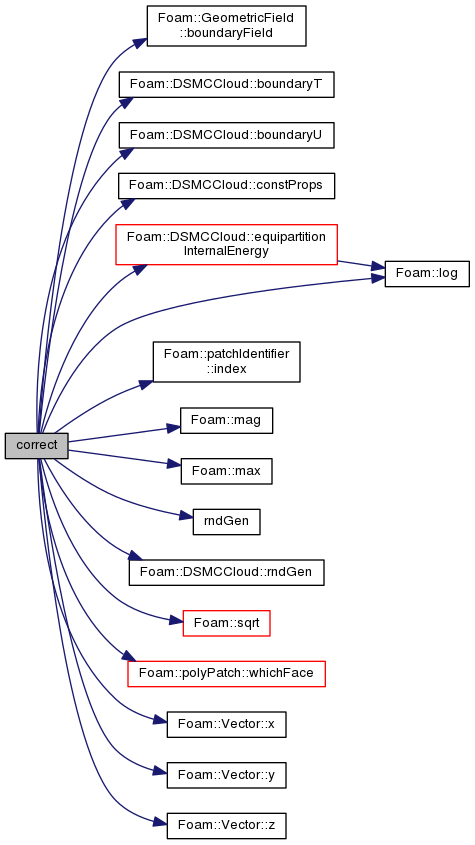 Foam::GeometricField
::boundaryField
Foam::DSMCCloud::boundaryT
Foam::DSMCCloud::boundaryU
Foam::DSMCCloud::constProps
Foam::DSMCCloud::equipartition
InternalEnergy
Foam::log
Foam::patchIdentifier
::index
Foam::mag
correct
Foam::max
rndGen
Foam::DSMCCloud::rndGen
Foam::sqrt
Foam::polyPatch::whichFace
Foam::Vector::x
Foam::Vector::y
Foam::Vector::z